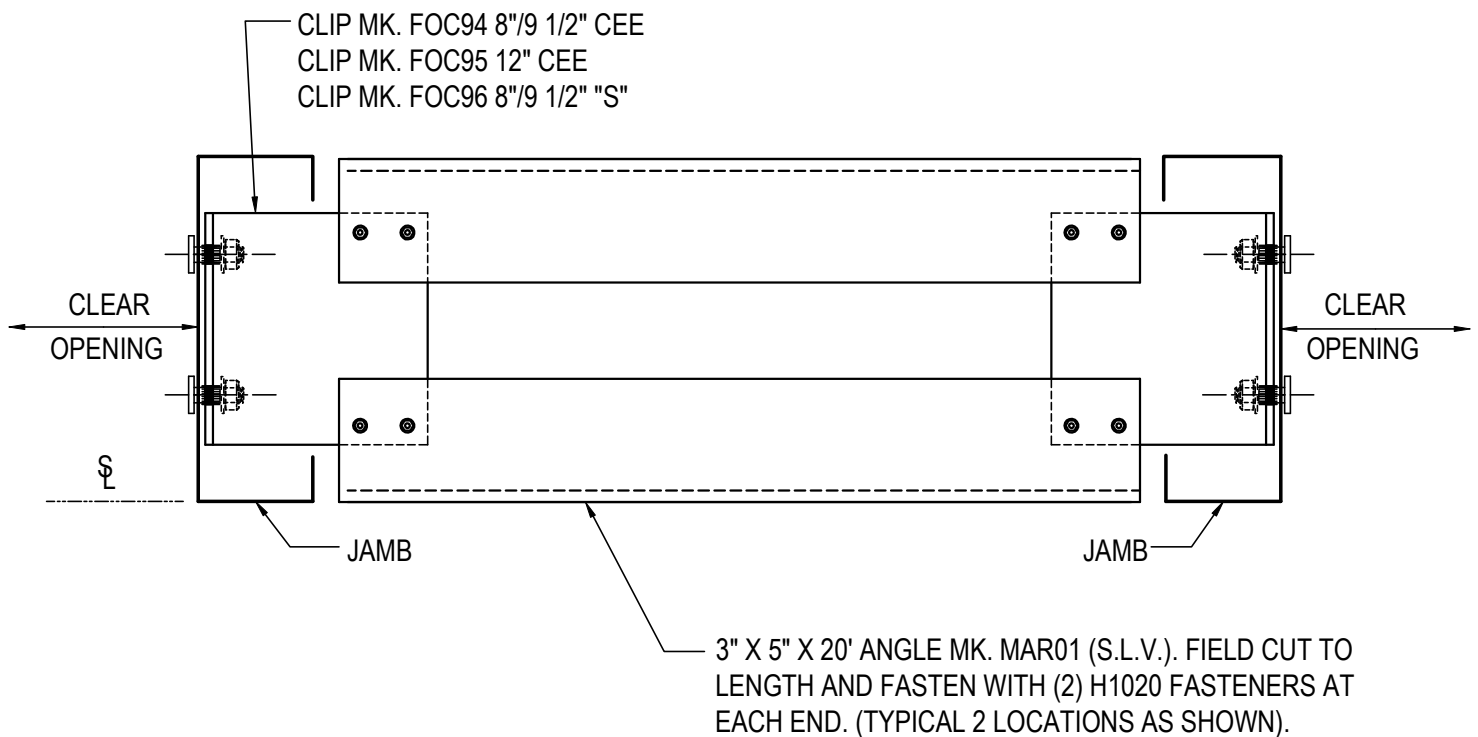 CLIP MK. FOC94 8"/9 1/2" CEE
CLIP MK. FOC95 12" CEE
CLIP MK. FOC96 8"/9 1/2" "S"
CLEAR
OPENING
CLEAR
OPENING
SL
JAMB
JAMB
3" X 5" X 20' ANGLE MK. MAR01 (S.L.V.). FIELD CUT TO
LENGTH AND FASTEN WITH (2) H1020 FASTENERS AT
EACH END. (TYPICAL 2 LOCATIONS AS SHOWN).